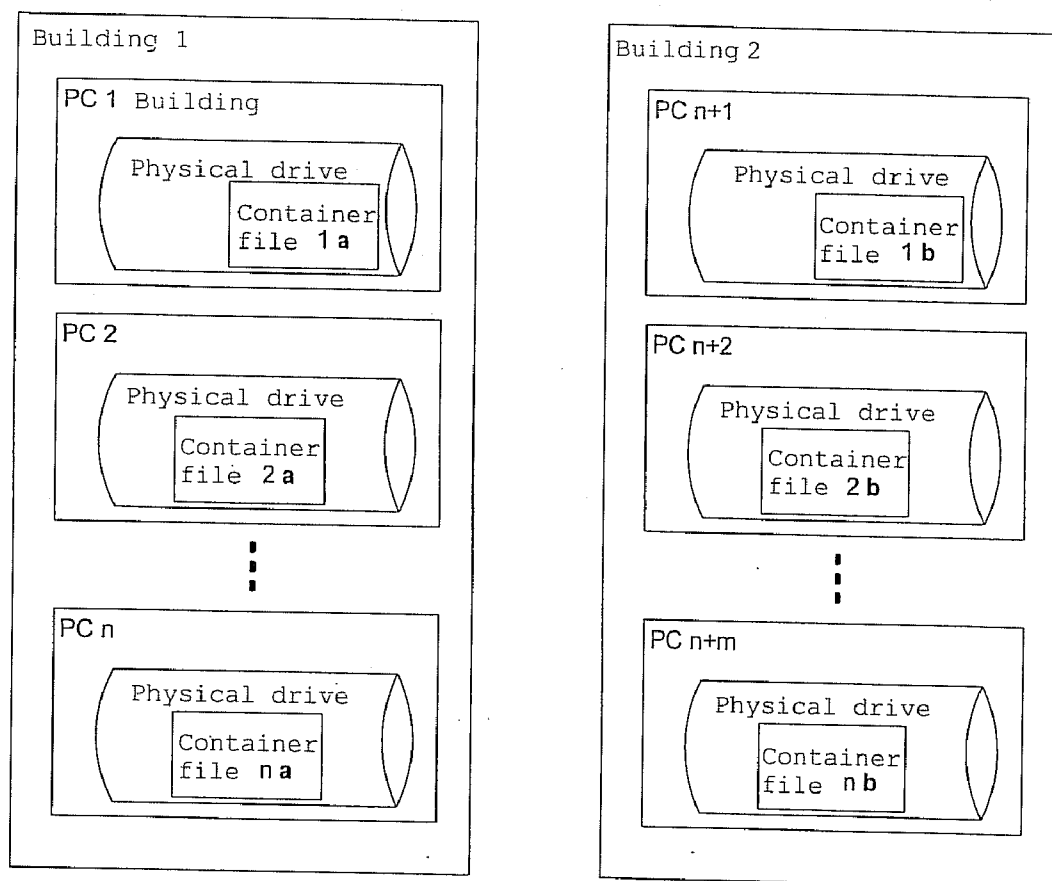 Building 1
PC 1 Building
Physical drive
Container
file 1a
PC 2
Physical drive
Container
file 2a
PC n
Physical drive
Container
file na
Building 2
PC n+1
Physical drive
Container
file 1b
PC n+2
Physical drive
Container
file 2b
PC n+m
Physical drive
Container
file nb